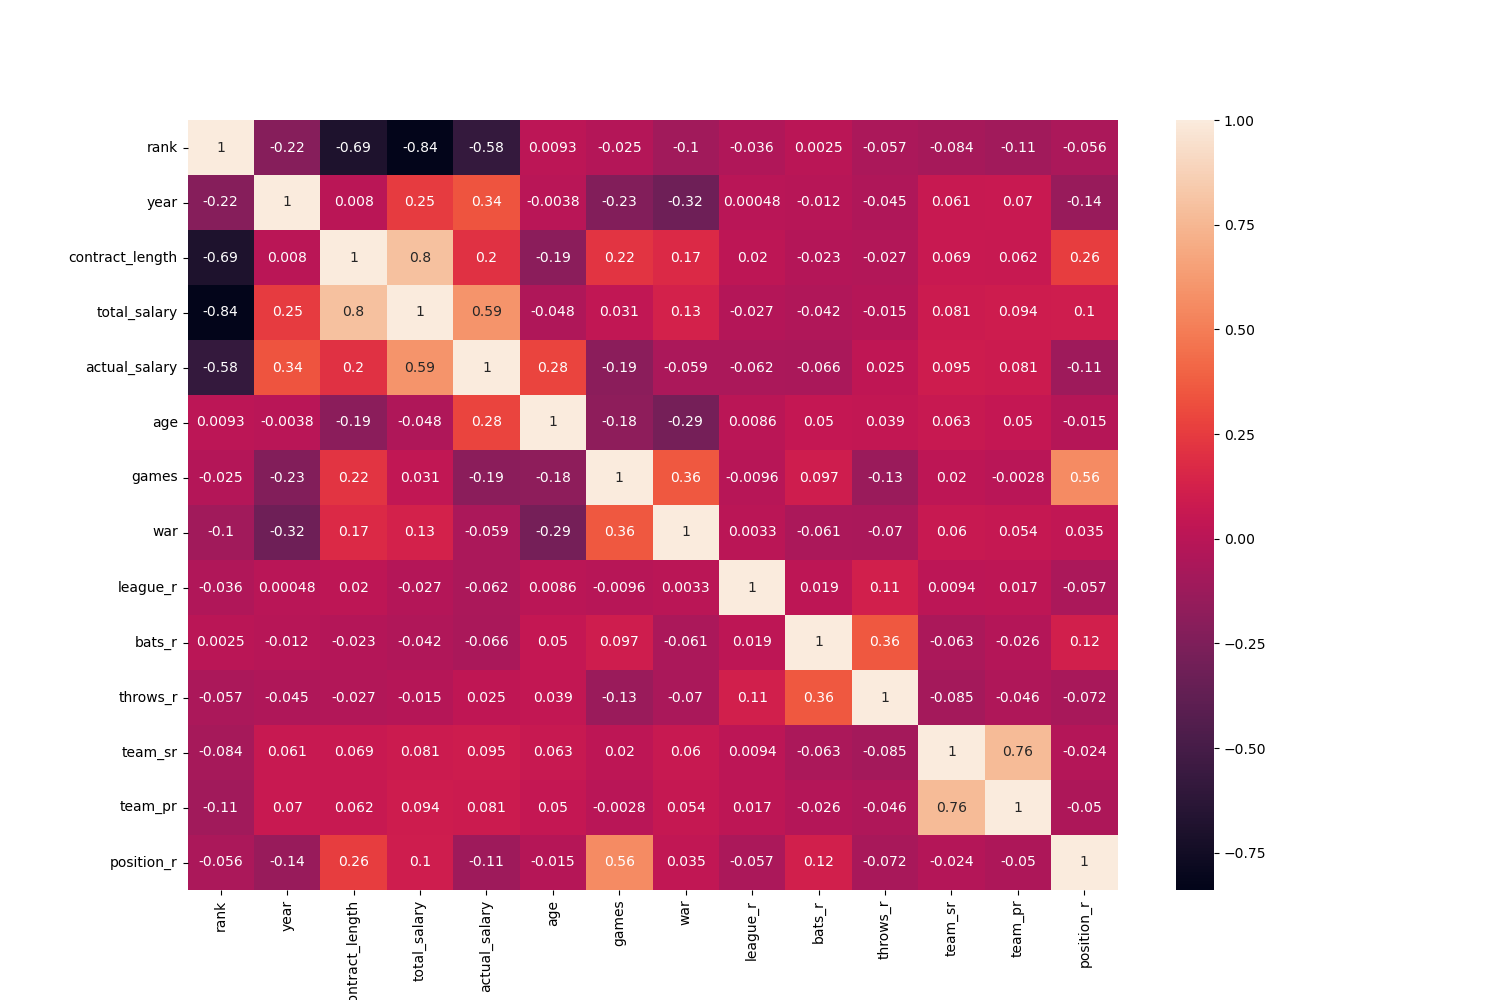 rank 1 -0.22 -0.69 -0.84 -0.58 0.0093 -0.025 -0.1 -0.036 0.0025 -0.057 -0.084 -0.11 -0.056
year -0.22 1 0.008 0.25 0.34 -0.0038 -0.23 -0.32 0.00048 -0.012 -0.045 0.061 0.07 -0.14
contract_length -0.69 0.008 1 0.8 0.2 -0.19 0.22 0.17 0.02 -0.023 -0.027 0.069 0.062 0.26
total_salary -0.84 0.25 0.8 1 0.59 -0.048 0.031 0.13 -0.027 -0.042 -0.015 0.081 0.094 0.1
actual_salary -0.58 0.34 0.2 0.59 1 0.28 -0.19 -0.059 -0.062 -0.066 0.025 0.095 0.081 -0.11
age 0.0093 -0.0038 -0.19 -0.048 0.28 1 -0.18 -0.29 0.0086 0.05 0.039 0.063 0.05 -0.015
games -0.025 -0.23 0.22 0.031 -0.19 -0.18 1 0.36 -0.0096 0.097 -0.13 0.02 -0.0028 0.56
war -0.1 -0.32 0.17 0.13 -0.059 -0.29 0.36 1 0.0033 -0.061 -0.07 0.06 0.054 0.035
league_r -0.036 0.00048 0.02 -0.027 -0.062 0.0086 -0.0096 0.0033 1 0.019 0.11 0.0094 0.017 -0.057
bats_r 0.0025 -0.012 -0.023 -0.042 -0.066 0.05 0.097 -0.061 0.019 1 0.36 -0.063 -0.026 0.12
throws_r -0.057 -0.045 -0.027 -0.015 0.025 0.039 -0.13 -0.07 0.11 0.36 1 -0.085 -0.046 -0.072
team_sr -0.084 0.061 0.069 0.081 0.095 0.063 0.02 0.06 0.0094 -0.063 -0.085 1 0.76 -0.024
team_pr -0.11 0.07 0.062 0.094 0.081 0.05 -0.0028 0.054 0.017 -0.026 -0.046 0.76 1 -0.05
position_r -0.056 -0.14 0.26 0.1 -0.11 -0.015 0.56 0.035 -0.057 0.12 -0.072 -0.024 -0.05 1
rank year ontract_length total_salary actual_salary age games war league_r bats_r throws_r team_sr team_pr position_r
1.00
0.75
0.50
0.25
0.00
−0.25
−0.50
−0.75